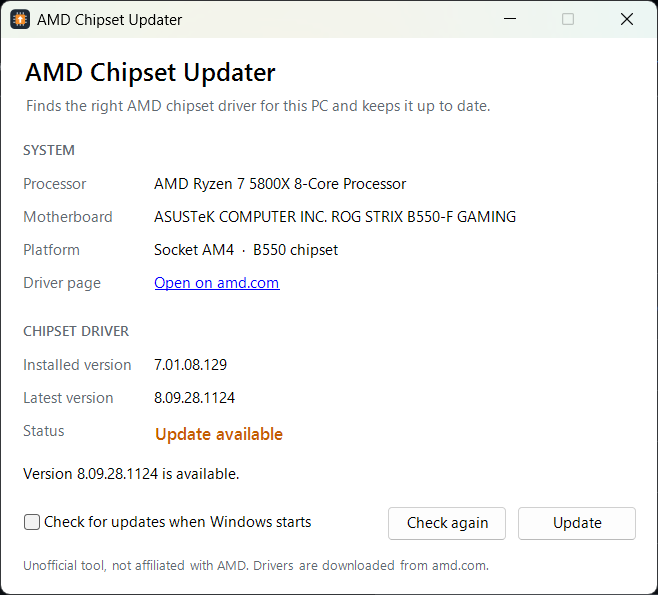 AMD Chipset Updater
AMD Chipset Updater
Finds the right AMD chipset driver for this PC and keeps it up to date.
SYSTEM
Processor AMD Ryzen 7 5800X 8-Core Processor
Motherboard ASUSTeK COMPUTER INC. ROG STRIX B550-F GAMING
Platform Socket AM4 · B550 chipset
Driver page Open on amd.com
CHIPSET DRIVER
Installed version 7.01.08.129
Latest version 8.09.28.1124
Status Update available
Version 8.09.28.1124 is available.
Check for updates when Windows starts Check again Update
Unofficial tool, not affiliated with AMD. Drivers are downloaded from amd.com.